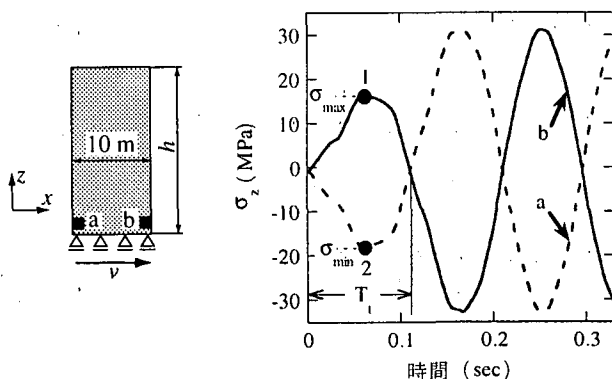 10 m
h
z
x
a
b
v
σz (MPa)
30
20
10
0
-10
-20
-30
σmax
1
σmin
2
T1
b
a
0
0.1
0.2
0.3
時間 (sec)